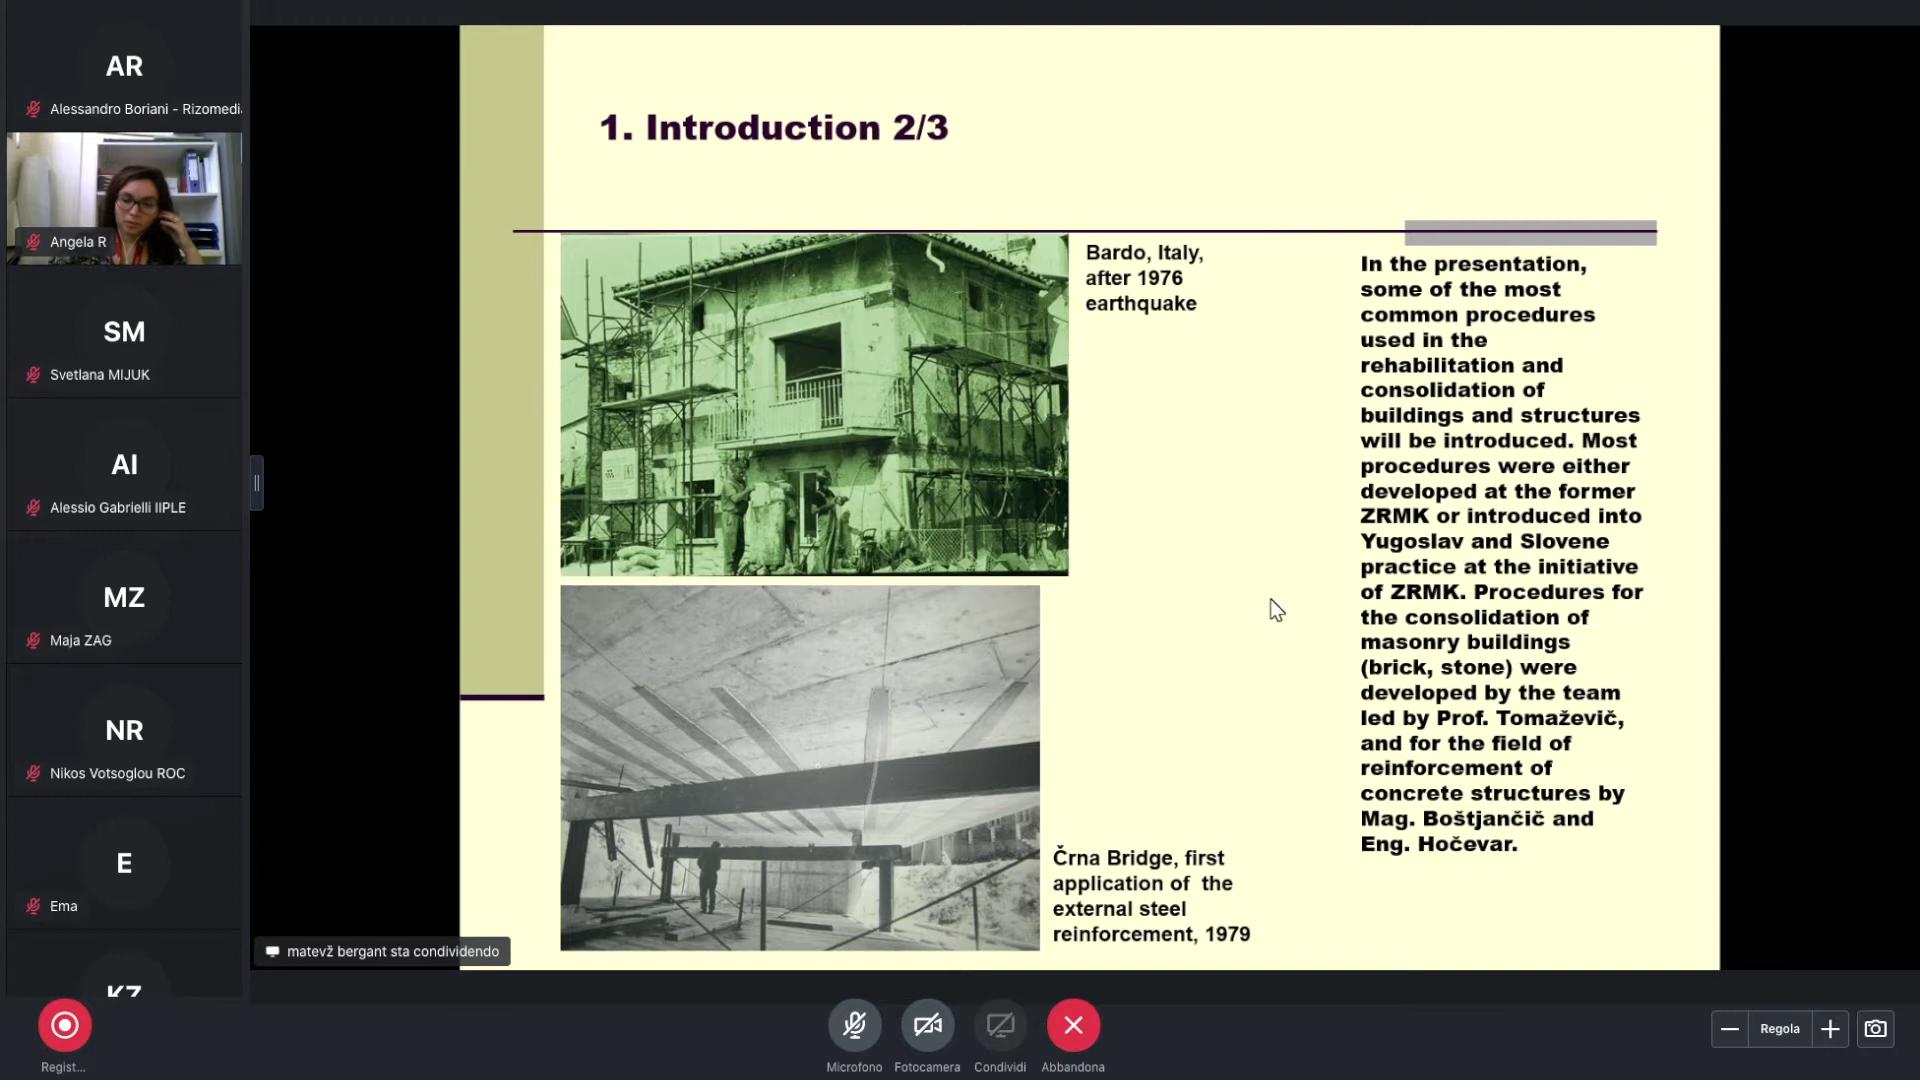 AR
Alessandro Boriani - Rizomedi
Angela R
SM
Svetlana MIJUK
AI
Alessio Gabrielli IIPLE
MZ
Maja ZAG
NR
Nikos Votsoglou ROC
E
Ema
KZ
Regist...
1. Introduction 2/3
Bardo, Italy,
after 1976
earthquake
In the presentation,
some of the most
common procedures
used in the
rehabilitation and
consolidation of
buildings and structures
will be introduced. Most
procedures were either
developed at the former
ZRMK or introduced into
Yugoslav and Slovene
practice at the initiative
of ZRMK. Procedures for
the consolidation of
masonry buildings
(brick, stone) were
developed by the team
led by Prof. Tomaževič,
and for the field of
reinforcement of
concrete structures by
Mag. Boštjančič and
Eng. Hočevar.
Črna Bridge, first
application of the
external steel
reinforcement, 1979
matevž bergant sta condividendo
Microfono
Fotocamera
Condividi
Abbandona
Regola